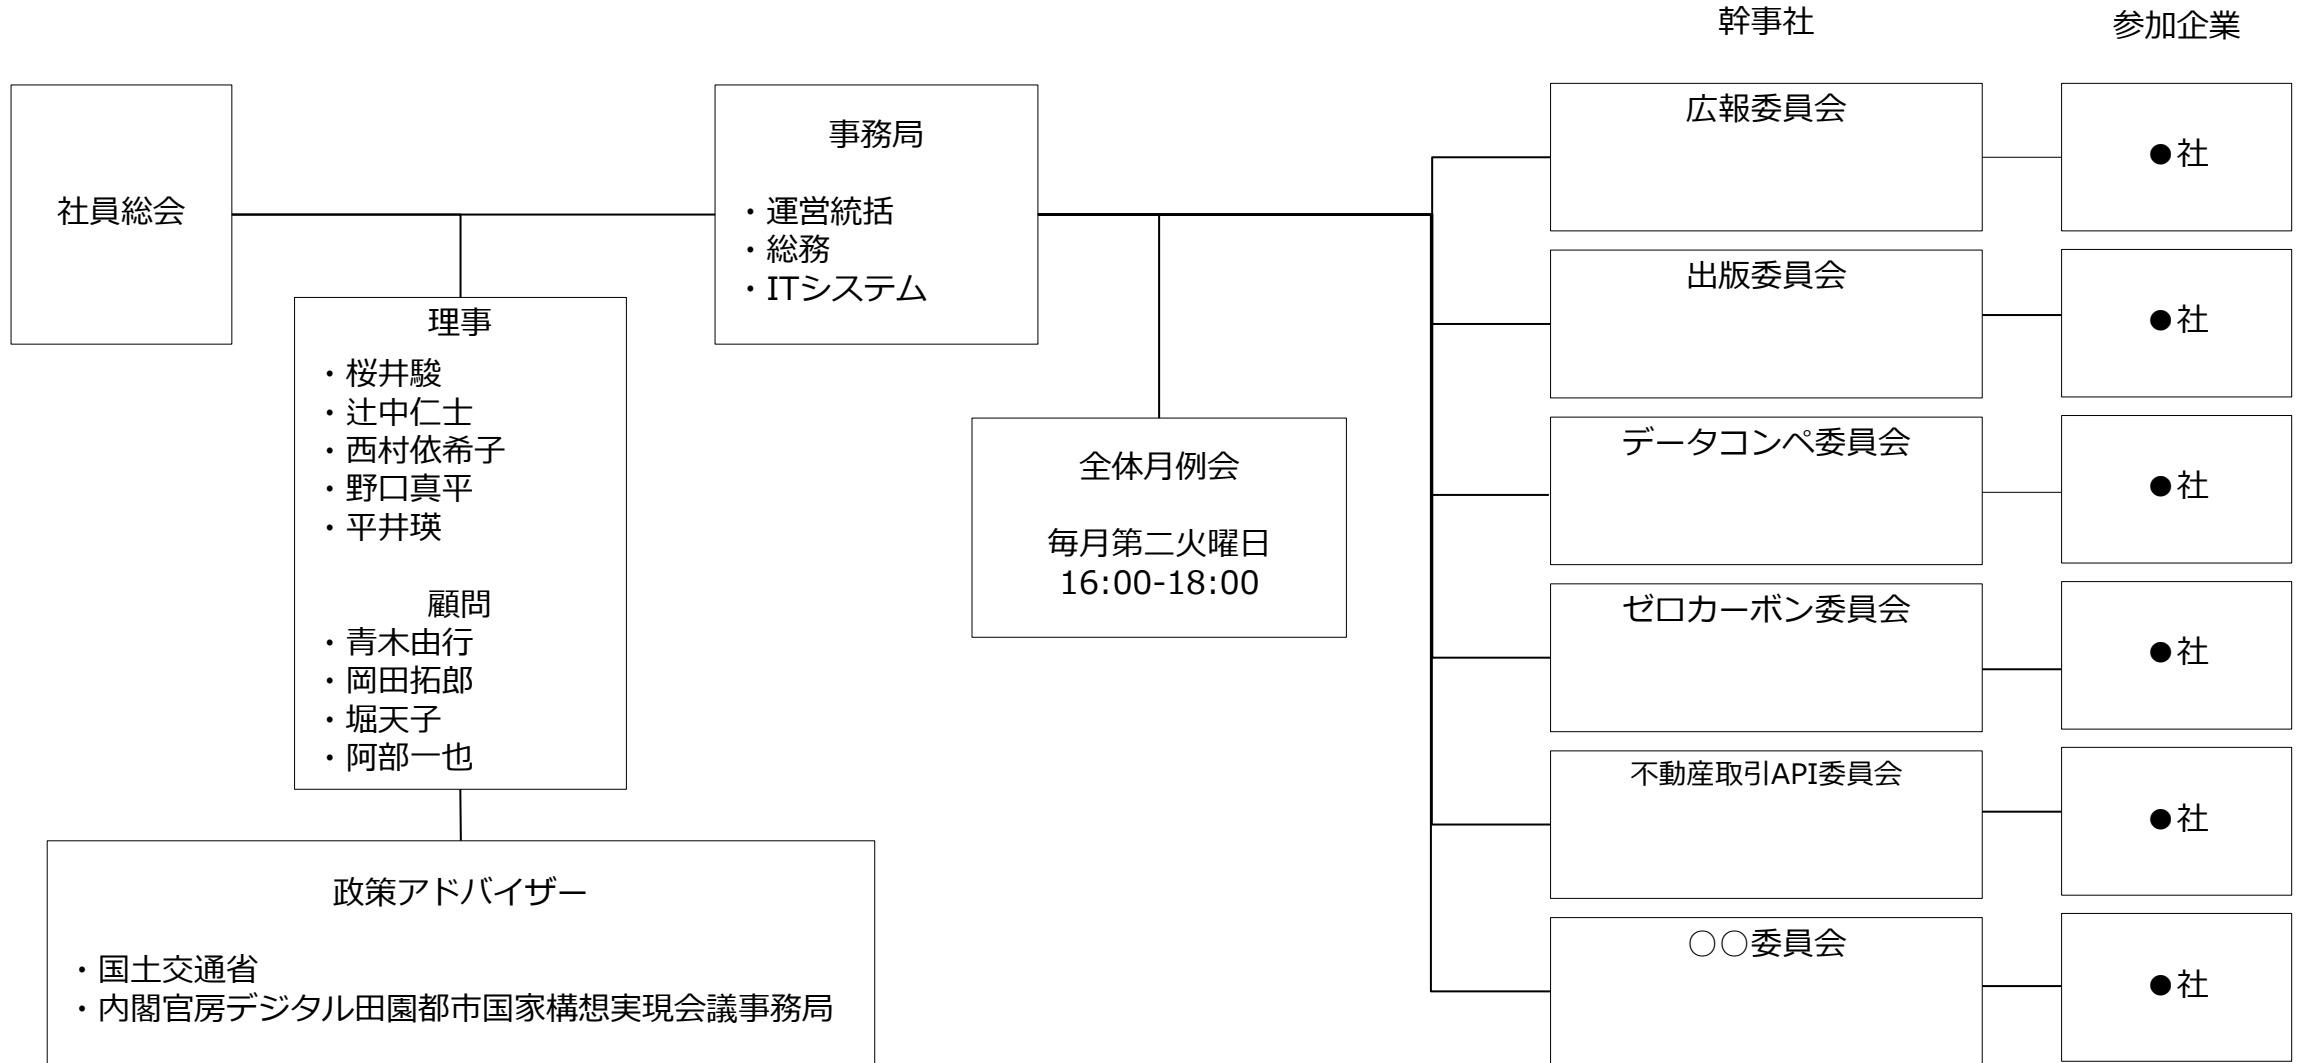 幹事社
参加企業
社員総会
事務局
・運営統括
・総務
・ITシステム
理事
・桜井駿
・辻中仁士
・西村依希子
・野口真平
・平井瑛
顧問
・青木由行
・岡田拓郎
・堀天子
・阿部一也
政策アドバイザー
・国土交通省
・内閣官房デジタル田園都市国家構想実現会議事務局
全体月例会
毎月第二火曜日
16:00-18:00
広報委員会
●社
出版委員会
●社
データコンペ委員会
●社
ゼロカーボン委員会
●社
不動産取引API委員会
●社
○○委員会
●社